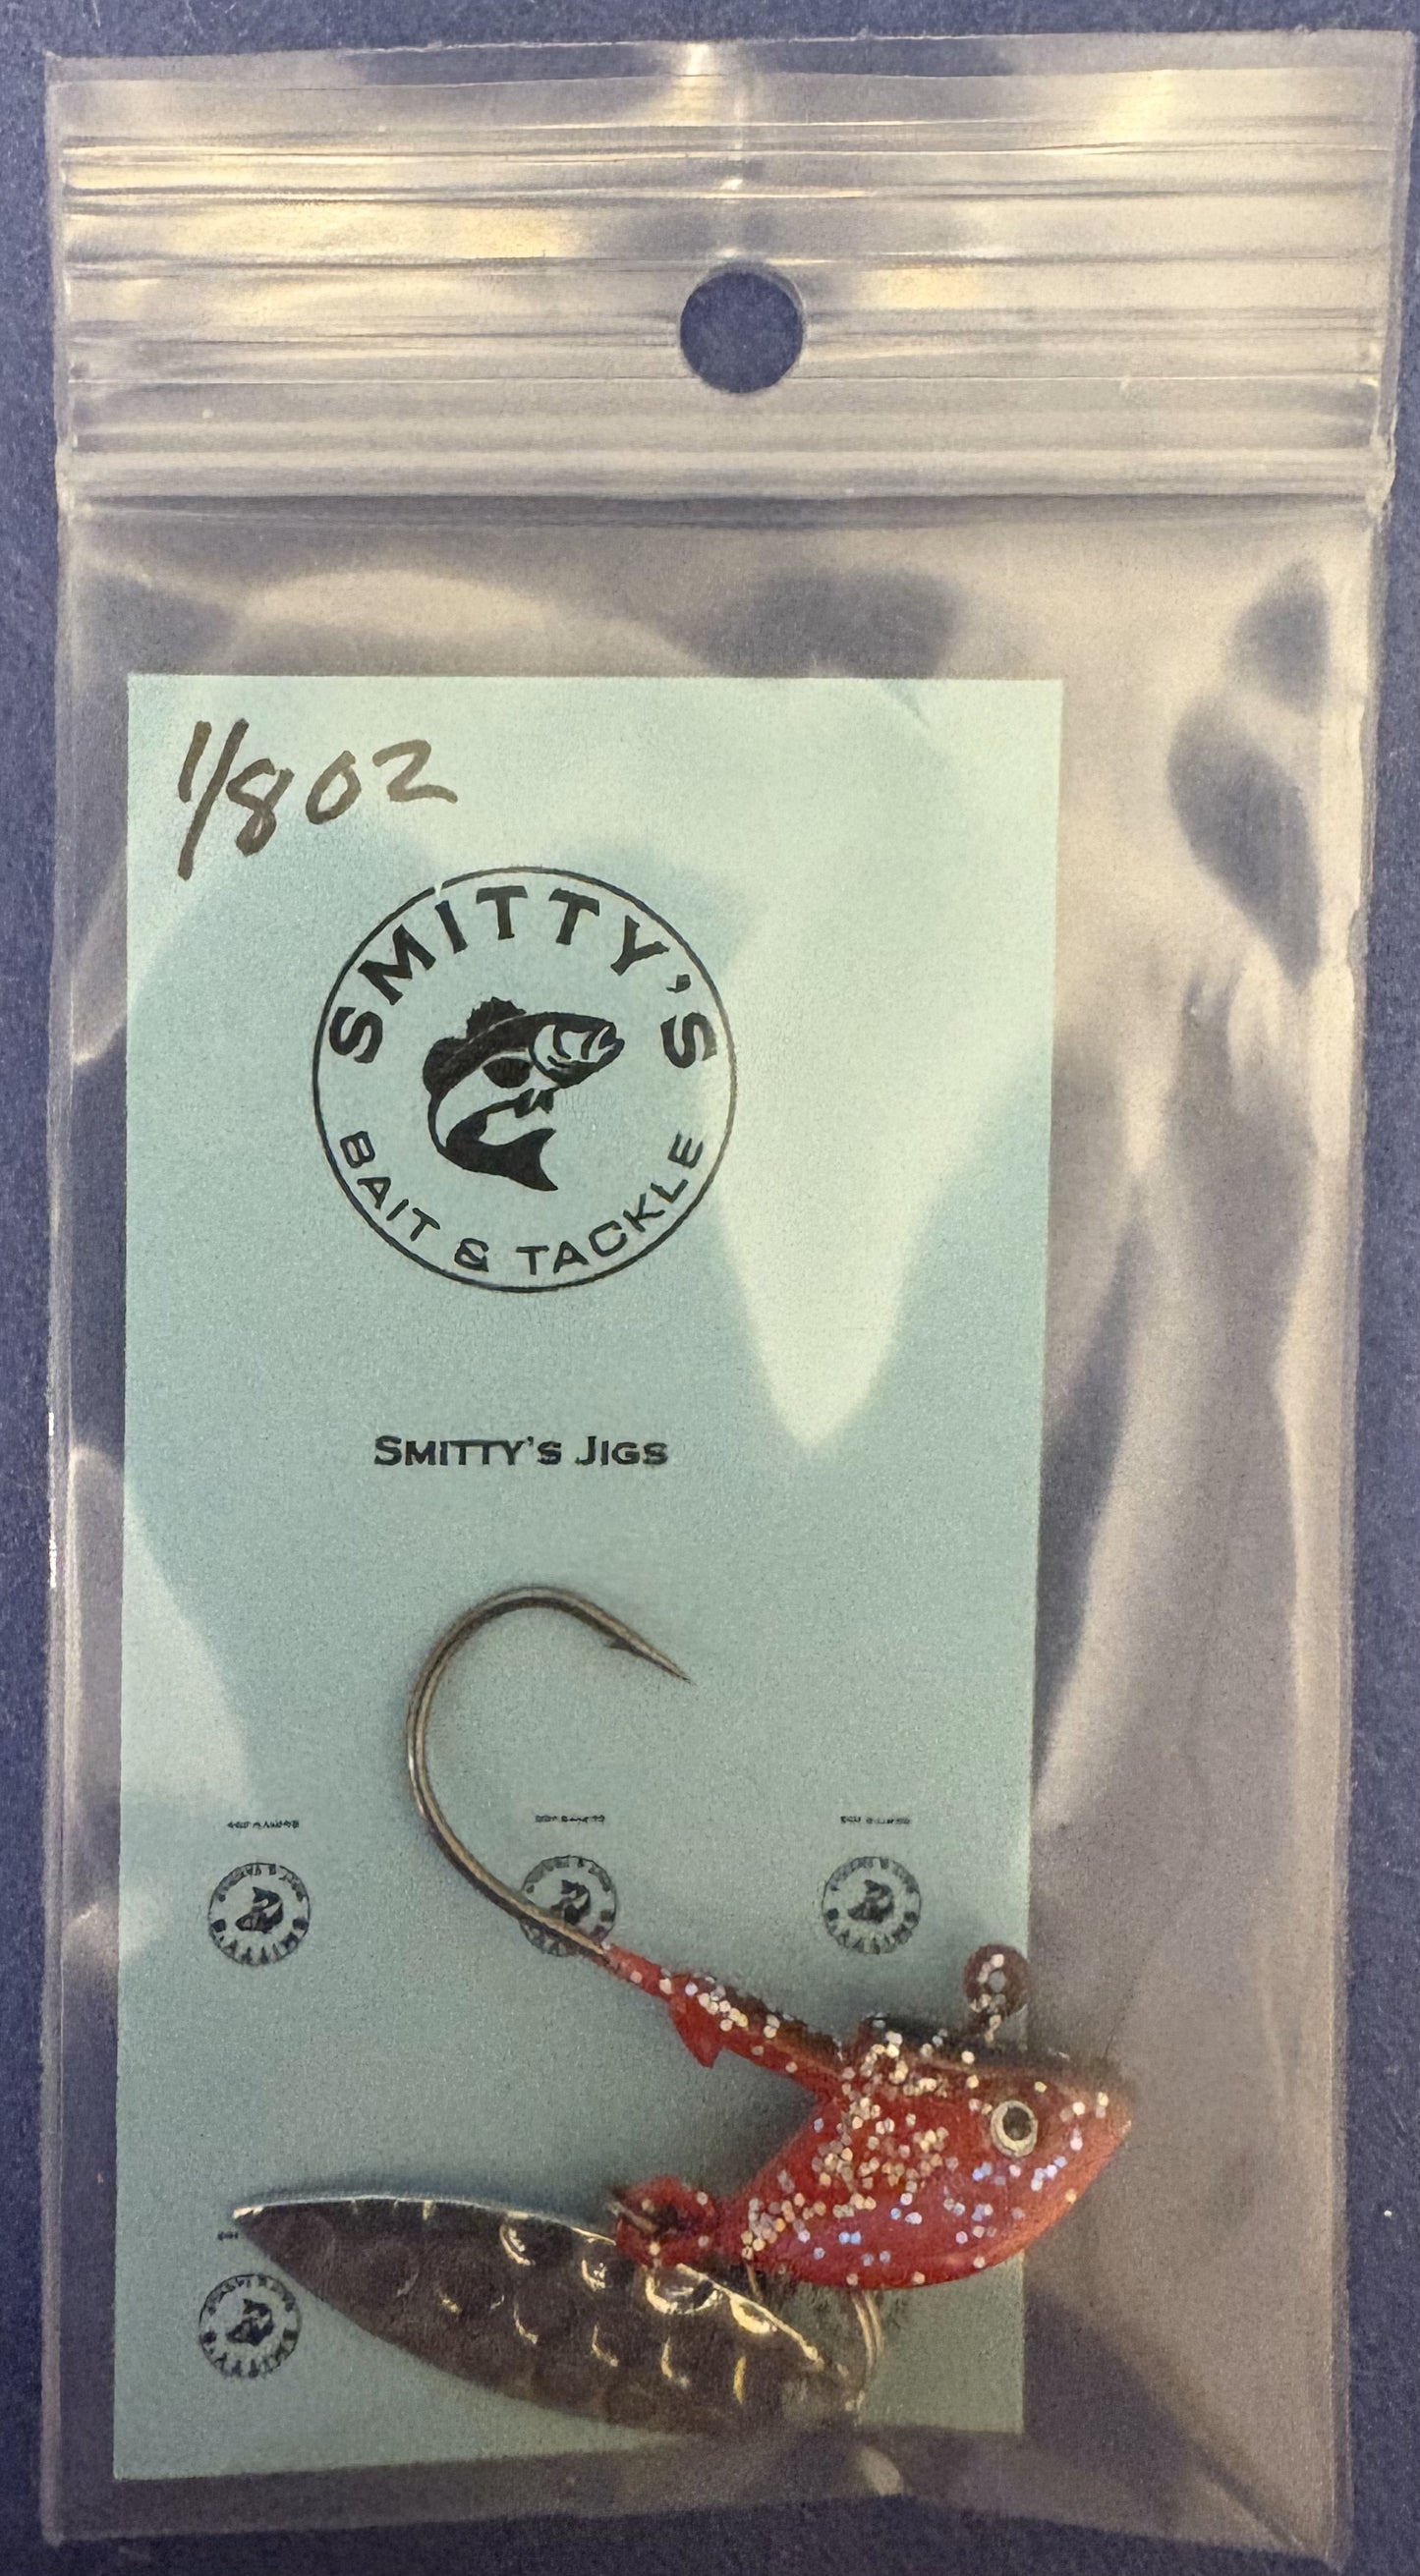 1/8 oz
SMITTY'S
BAIT & TACKLE
SMITTY'S JIGS